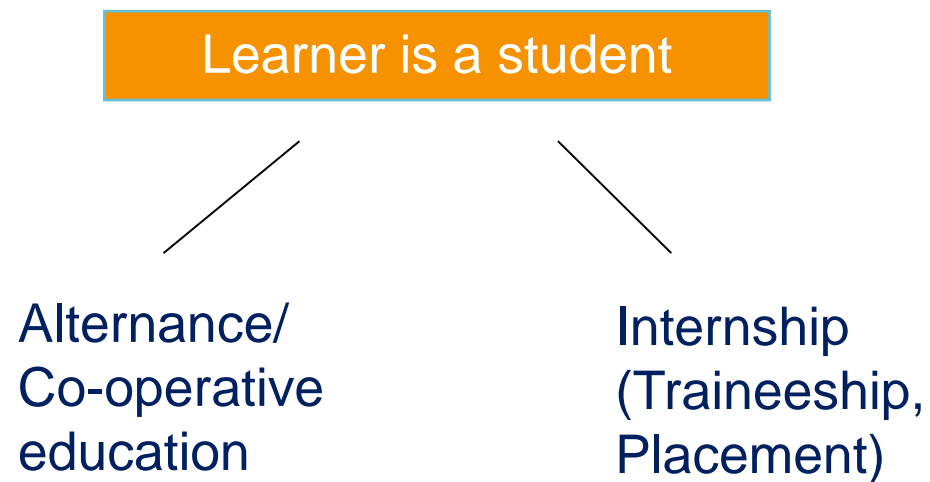 Learner is a student
Alternance/
Co-operative
education
Internship
(Traineeship,
Placement)